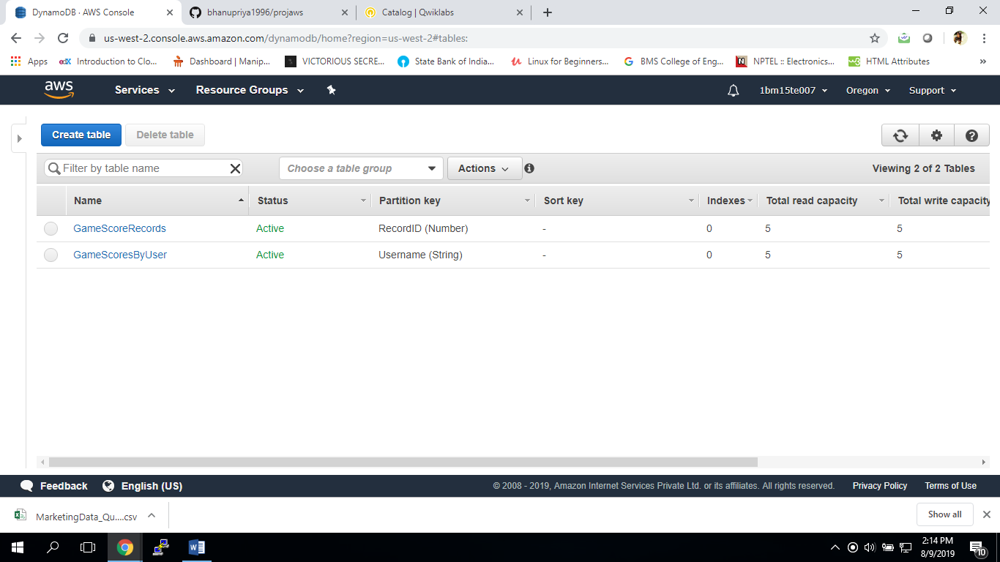 DynamoDB · AWS Console
bhanupriya1996/projaws
Catalog | Qwiklabs
us-west-2.console.aws.amazon.com/dynamodb/home?region=us-west-2#tables:
Apps
edX Introduction to Clo...
Dashboard | Manip...
VICTORIOUS SECRE...
State Bank of India...
Linux for Beginners...
G BMS College of Eng...
NPTEL :: Electronics...
w3 HTML Attributes
»
aws Services Resource Groups 1bm15te007 Oregon Support
Create table Delete table
Filter by table name Choose a table group Actions Viewing 2 of 2 Tables
Name Status Partition key Sort key Indexes Total read capacity Total write capacity
GameScoreRecords Active RecordID (Number) - 0 5 5
GameScoresByUser Active Username (String) - 0 5 5
Feedback English (US) © 2008 - 2019, Amazon Internet Services Private Ltd. or its affiliates. All rights reserved. Privacy Policy Terms of Use
MarketingData_Qu....csv Show all
2:14 PM
8/9/2019
10